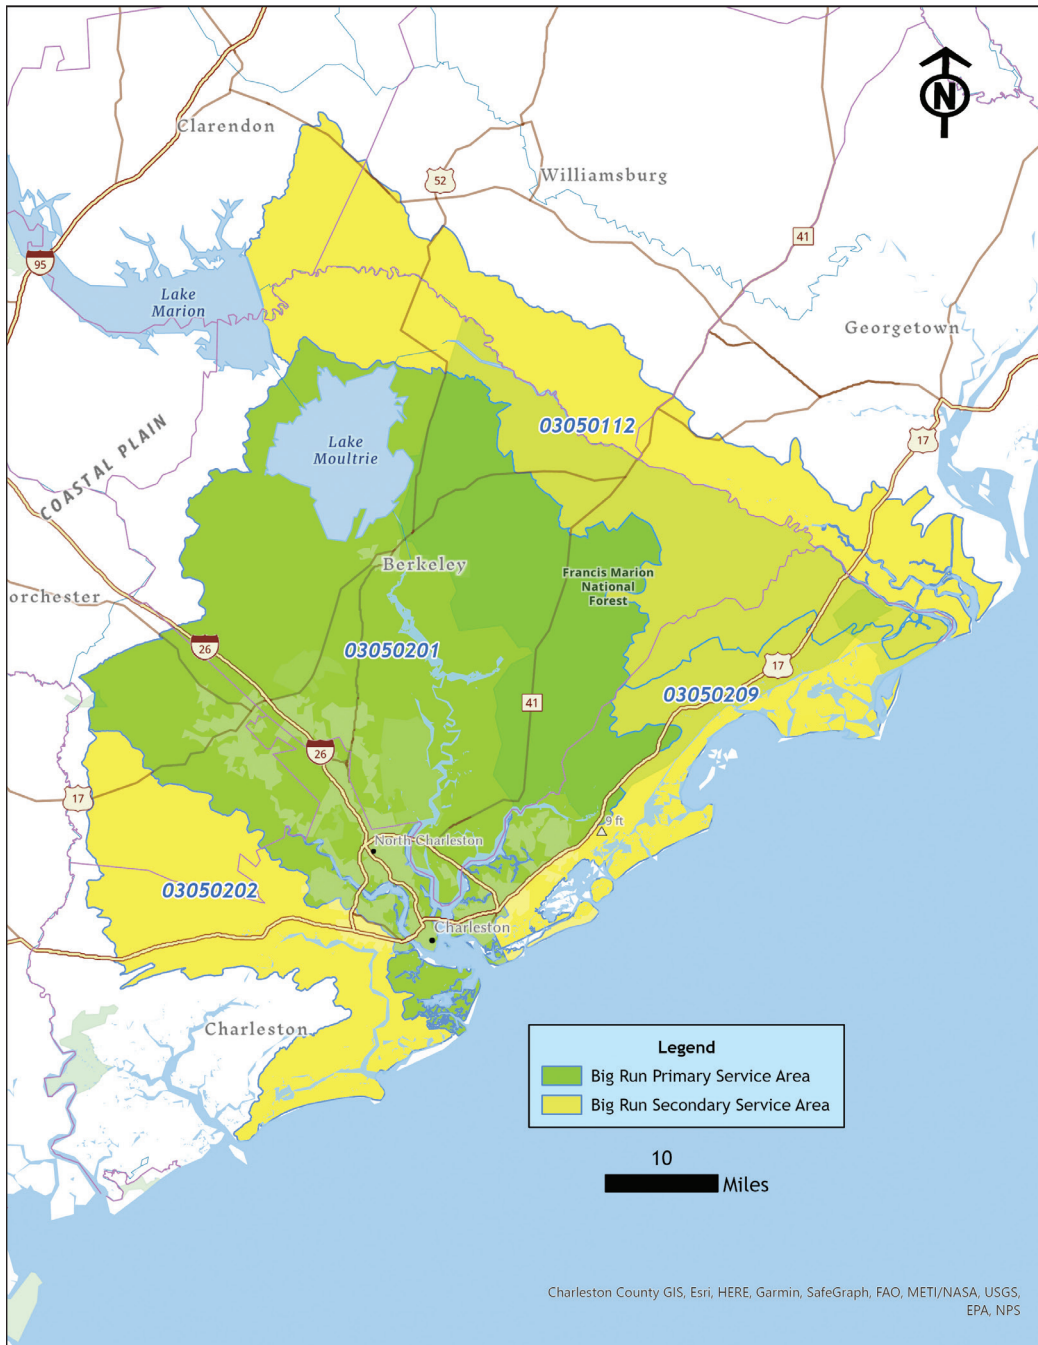 N
Clarendon
Williamsburg
52
41
95
Lake
Marion
Georgetown
COASTAL PLAIN
03050112
17
Lake
Moultrie
Berkeley
Francis Marion
National
Forest
orchester
26
03050201
17
03050209
41
26
17
9 ft
North Charleston
03050202
Charleston
Charleston
Legend
Big Run Primary Service Area
Big Run Secondary Service Area
10
Miles
Charleston County GIS, Esri, HERE, Garmin, SafeGraph, FAO, METI/NASA, USGS,
EPA, NPS